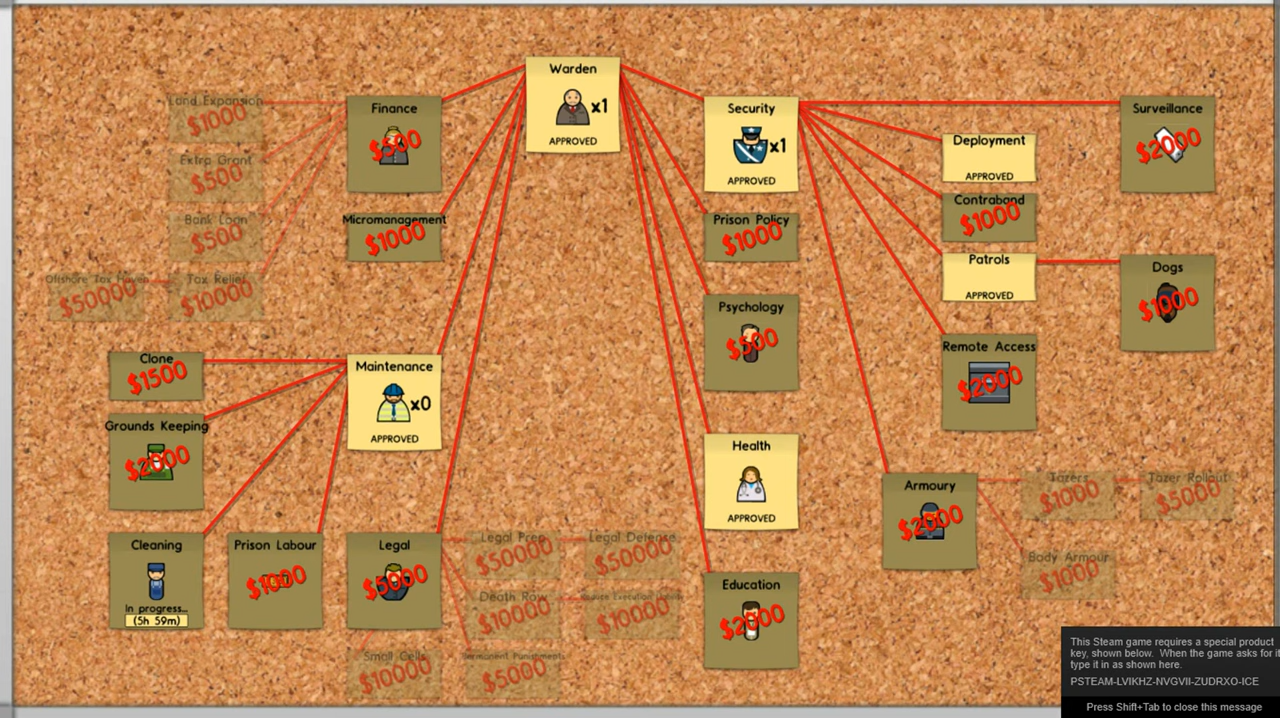 Warden
x1
APPROVED
Land Expansion
$1000
Finance
$500
Security
x1
APPROVED
Surveillance
$2000
Extra Grant
$500
Deployment
APPROVED
Bank Loan
$500
Micromanagement
$1000
Prison Policy
$1000
Contraband
$1000
Offshore Tax Haven
$50000
Tax Relief
$10000
Patrols
APPROVED
Dogs
$1000
Psychology
$500
Remote Access
$2000
Clone
$1500
Maintenance
x0
APPROVED
Grounds Keeping
$2000
Health
APPROVED
Armoury
$2000
Tazers
$1000
Tazer Rollout
$5000
Cleaning
In progress...
(5h 59m)
Prison Labour
$1000
Legal
$5000
Legal Prep
$50000
Legal Defense
$50000
Body Armour
$1000
Education
$2000
Death Row
$10000
$10000
Small Cells
$10000
Permanent Punishment
$5000
This Steam game requires a special product
key, shown below. When the game asks for it
type it in as shown here.
PSTEAM-LVIKHZ-NVGVII-ZUDRXO-ICE
Press Shift+Tab to close this message